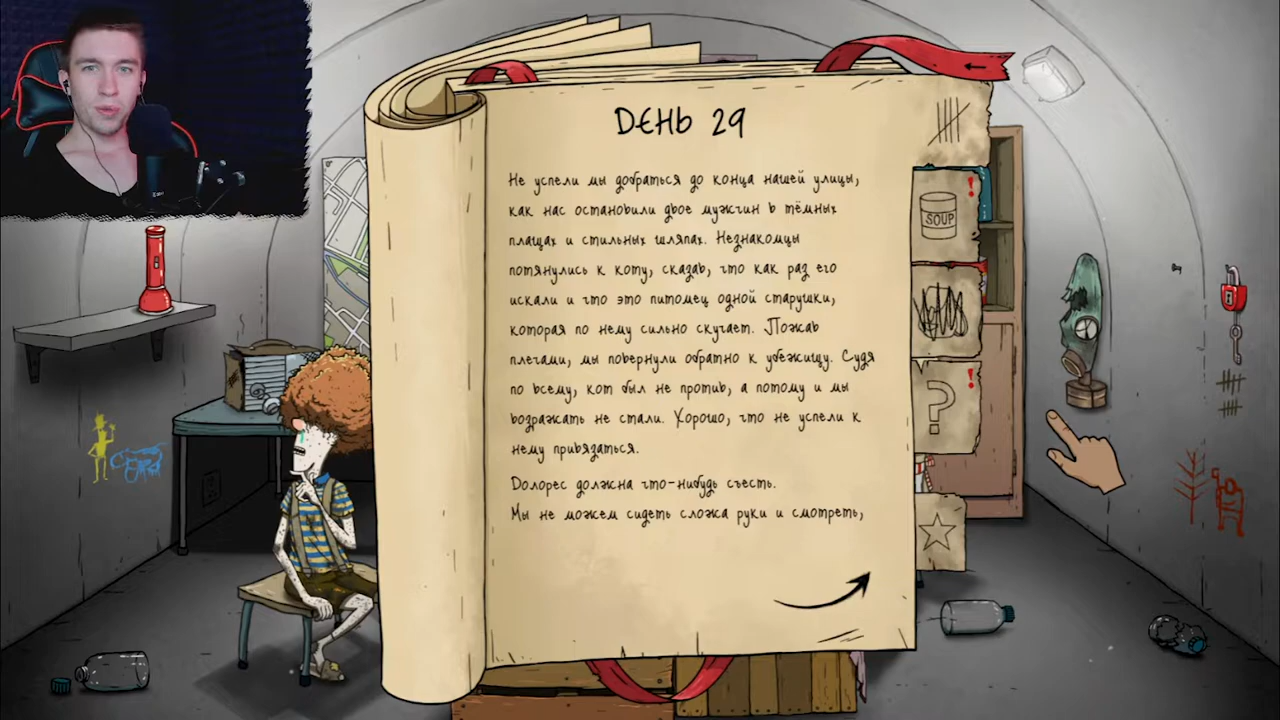 ДЕНЬ 29
Не успели мы добраться до конца нашей улицы,
как нас остановили двое мужчин в тёмных
плащах и стильных шляпах. Незнакомцы
потянулись к коту, сказав, что как раз его
искали и что это питомец одной старушки,
которая по нему сильно скучает. Пожав
плечами, мы повернули обратно к убежищу. Судя
по всему, кот был не против, а потому и мы
возражать не стали. Хорошо, что не успели к
нему привязаться.
Долорес должна что-нибудь съесть.
Мы не можем сидеть сложа руки и смотреть,
SOUP
!
?
!